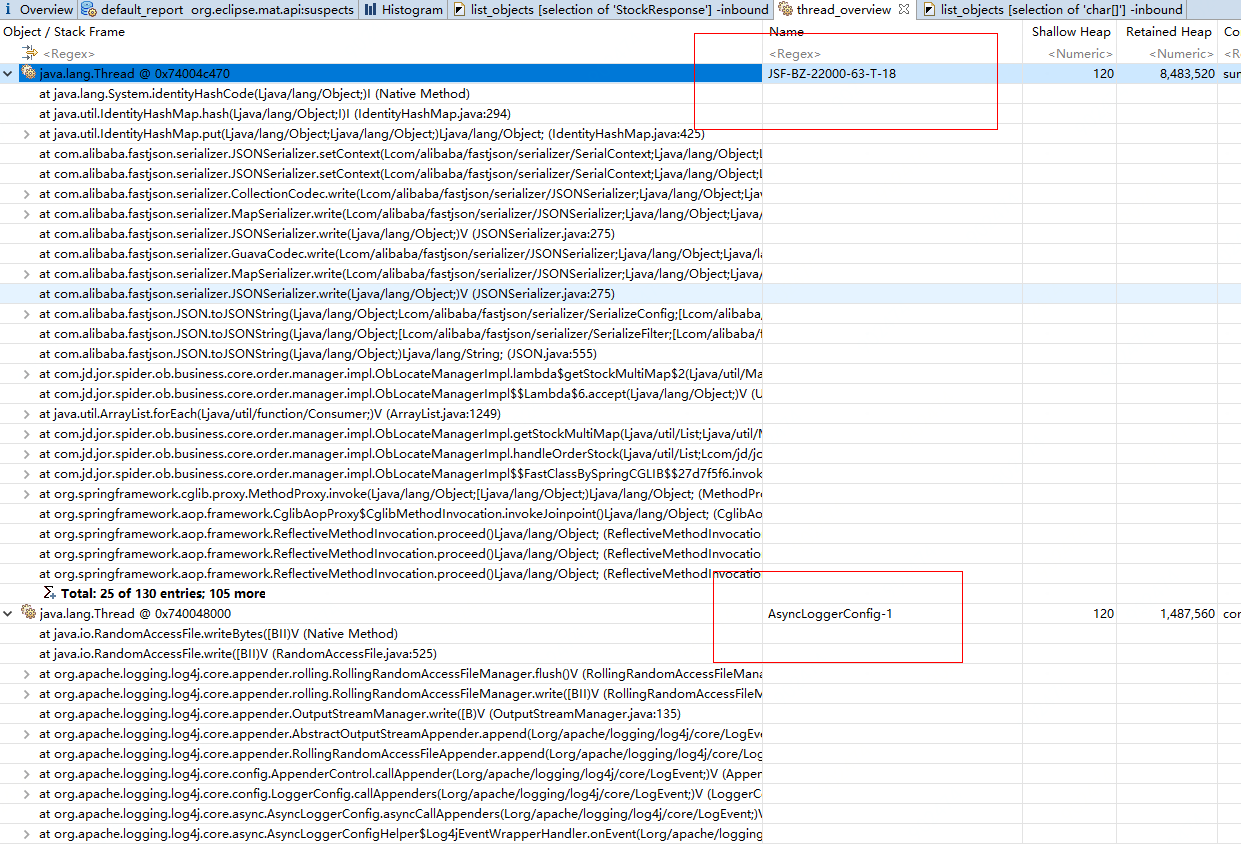 i Overview default_report org.eclipse.mat.api:suspects Histogram list_objects [selection of 'StockResponse'] -inbound thread_overview list_objects [selection of 'char[]'] -inbound
Object / Stack Frame Name Shallow Heap Retained Heap Co
<Regex> <Regex> <Numeric> <Numeric> <R
java.lang.Thread @ 0x74004c470 JSF-BZ-22000-63-T-18 120 8,483,520 sun
at java.lang.System.identityHashCode(Ljava/lang/Object;)I (Native Method)
at java.util.IdentityHashMap.hash(Ljava/lang/Object;I)I (IdentityHashMap.java:294)
at java.util.IdentityHashMap.put(Ljava/lang/Object;Ljava/lang/Object;)Ljava/lang/Object; (IdentityHashMap.java:425)
at com.alibaba.fastjson.serializer.JSONSerializer.setContext(Lcom/alibaba/fastjson/serializer/SerialContext;Ljava/lang/Object;L
at com.alibaba.fastjson.serializer.JSONSerializer.setContext(Lcom/alibaba/fastjson/serializer/SerialContext;Ljava/lang/Object;L
at com.alibaba.fastjson.serializer.CollectionCodec.write(Lcom/alibaba/fastjson/serializer/JSONSerializer;Ljava/lang/Object;Ljav
at com.alibaba.fastjson.serializer.MapSerializer.write(Lcom/alibaba/fastjson/serializer/JSONSerializer;Ljava/lang/Object;Ljava/
at com.alibaba.fastjson.serializer.JSONSerializer.write(Ljava/lang/Object;)V (JSONSerializer.java:275)
at com.alibaba.fastjson.serializer.GuavaCodec.write(Lcom/alibaba/fastjson/serializer/JSONSerializer;Ljava/lang/Object;Ljava/l
at com.alibaba.fastjson.serializer.MapSerializer.write(Lcom/alibaba/fastjson/serializer/JSONSerializer;Ljava/lang/Object;Ljava/
at com.alibaba.fastjson.serializer.JSONSerializer.write(Ljava/lang/Object;)V (JSONSerializer.java:275)
at com.alibaba.fastjson.JSON.toJSONString(Ljava/lang/Object;Lcom/alibaba/fastjson/serializer/SerializeConfig;[Lcom/alibaba,
at com.alibaba.fastjson.JSON.toJSONString(Ljava/lang/Object;[Lcom/alibaba/fastjson/serializer/SerializeFilter;[Lcom/alibaba/f
at com.alibaba.fastjson.JSON.toJSONString(Ljava/lang/Object;)Ljava/lang/String; (JSON.java:555)
at com.jd.jor.spider.ob.business.core.order.manager.impl.ObLocateManagerImpl.lambda$getStockMultiMap$2(Ljava/util/Ma
at com.jd.jor.spider.ob.business.core.order.manager.impl.ObLocateManagerImpl$$Lambda$6.accept(Ljava/lang/Object;)V (U
at java.util.ArrayList.forEach(Ljava/util/function/Consumer;)V (ArrayList.java:1249)
at com.jd.jor.spider.ob.business.core.order.manager.impl.ObLocateManagerImpl.getStockMultiMap(Ljava/util/List;Ljava/util/M
at com.jd.jor.spider.ob.business.core.order.manager.impl.ObLocateManagerImpl.handleOrderStock(Ljava/util/List;Lcom/jd/jo
at com.jd.jor.spider.ob.business.core.order.manager.impl.ObLocateManagerImpl$$FastClassBySpringCGLIB$$27d7f5f6.invok
at org.springframework.cglib.proxy.MethodProxy.invoke(Ljava/lang/Object;[Ljava/lang/Object;)Ljava/lang/Object; (MethodPro
at org.springframework.aop.framework.CglibAopProxy$CglibMethodInvocation.invokeJoinpoint()Ljava/lang/Object; (CglibAo
at org.springframework.aop.framework.ReflectiveMethodInvocation.proceed()Ljava/lang/Object; (ReflectiveMethodInvocatio
at org.springframework.aop.framework.ReflectiveMethodInvocation.proceed()Ljava/lang/Object; (ReflectiveMethodInvocatio
at org.springframework.aop.framework.ReflectiveMethodInvocation.proceed()Ljava/lang/Object; (ReflectiveMethodInvocatio
Total: 25 of 130 entries; 105 more
java.lang.Thread @ 0x740048000 AsyncLoggerConfig-1 120 1,487,560 con
at java.io.RandomAccessFile.writeBytes([BII)V (Native Method)
at java.io.RandomAccessFile.write([BII)V (RandomAccessFile.java:525)
at org.apache.logging.log4j.core.appender.rolling.RollingRandomAccessFileManager.flush()V (RollingRandomAccessFileMana
at org.apache.logging.log4j.core.appender.rolling.RollingRandomAccessFileManager.write([BII)V (RollingRandomAccessFileM
at org.apache.logging.log4j.core.appender.OutputStreamManager.write([B)V (OutputStreamManager.java:135)
at org.apache.logging.log4j.core.appender.AbstractOutputStreamAppender.append(Lorg/apache/logging/log4j/core/LogEve
at org.apache.logging.log4j.core.appender.RollingRandomAccessFileAppender.append(Lorg/apache/logging/log4j/core/Log
at org.apache.logging.log4j.core.config.AppenderControl.callAppender(Lorg/apache/logging/log4j/core/LogEvent;)V (Appen
at org.apache.logging.log4j.core.config.LoggerConfig.callAppenders(Lorg/apache/logging/log4j/core/LogEvent;)V (LoggerC
at org.apache.logging.log4j.core.async.AsyncLoggerConfig.asyncCallAppenders(Lorg/apache/logging/log4j/core/LogEvent;)V
at org.apache.logging.log4j.core.async.AsyncLoggerConfigHelper$Log4jEventWrapperHandler.onEvent(Lorg/apache/logging